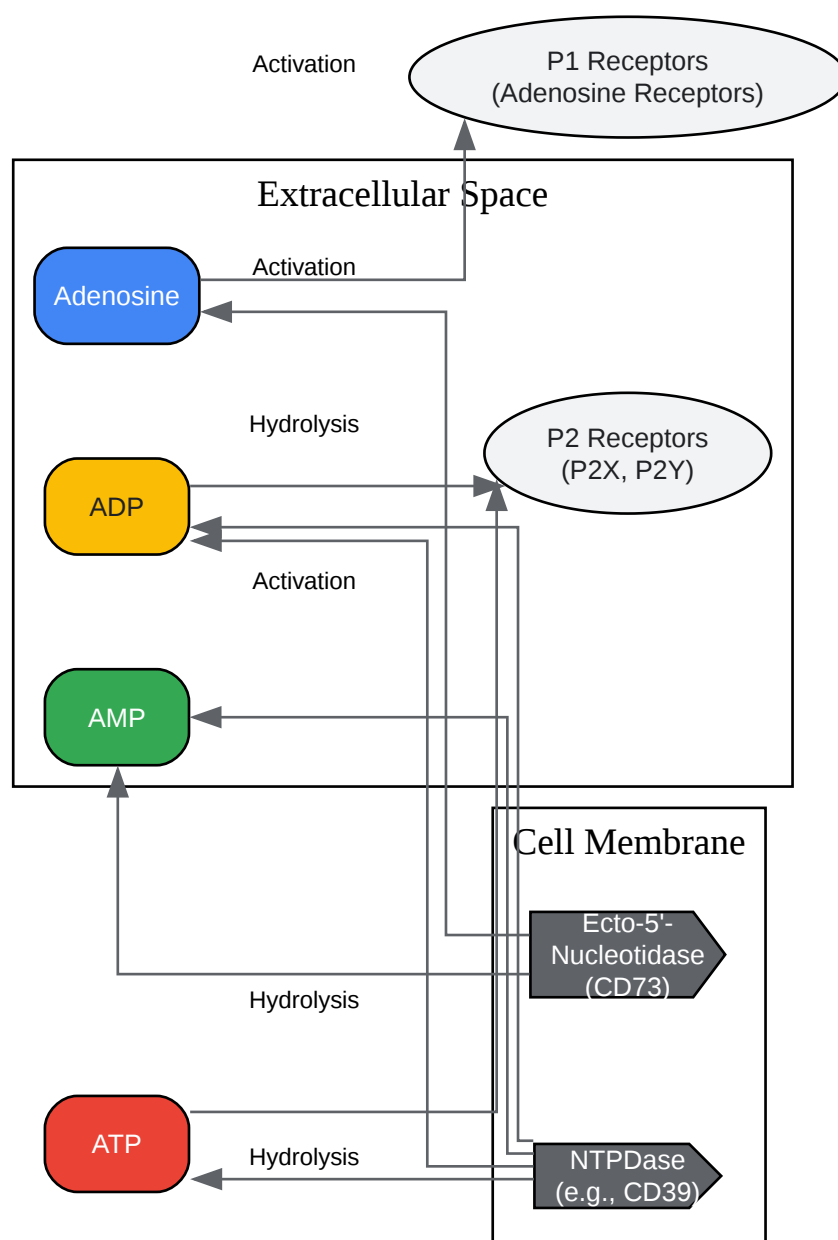 Activation
P1 Receptors
(Adenosine Receptors)
Extracellular Space
Activation
Adenosine
Hydrolysis
P2 Receptors
(P2X, P2Y)
ADP
Activation
AMP
Cell Membrane
Ecto-5'-
Nucleotidase
(CD73)
Hydrolysis
ATP
Hydrolysis
NTPDase
(e.g., CD39)